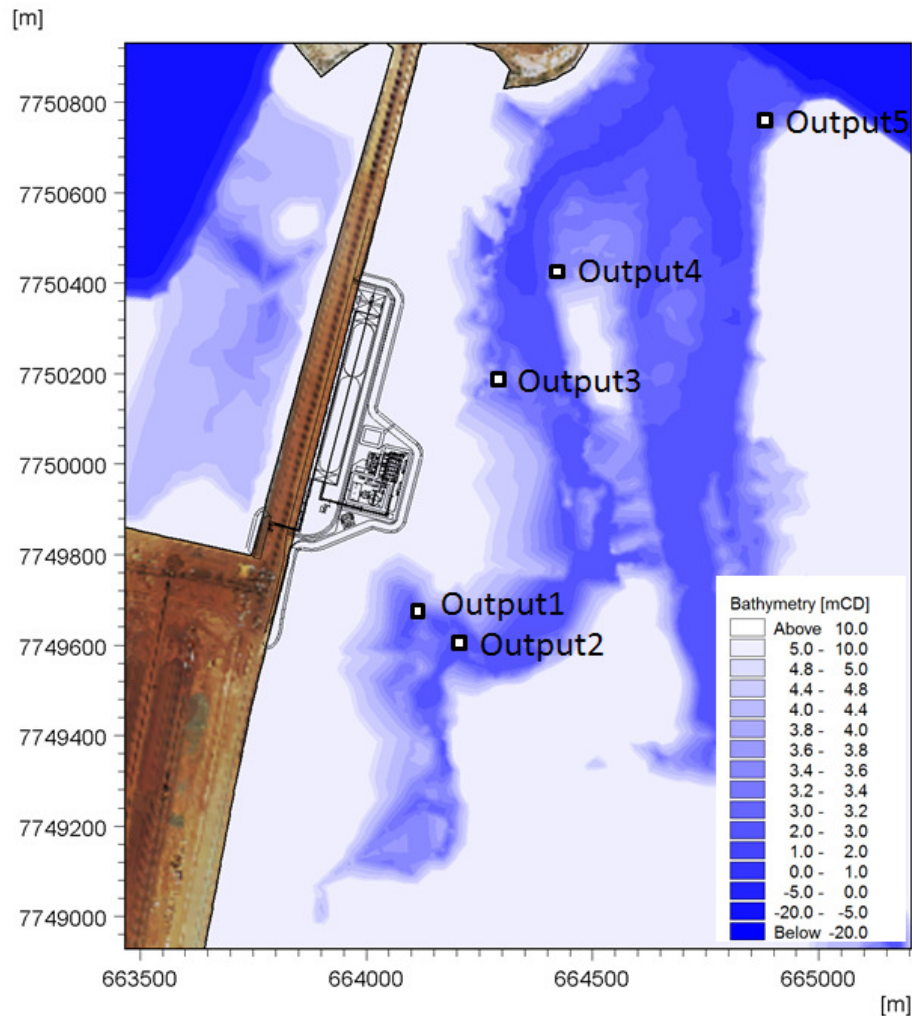 [m]
7750800
Output5
7750600
7750400
Output4
7750200
Output3
7750000
7749800
Output1
7749600
Output2
7749400
7749200
7749000
Bathymetry [mCD]
Above 10.0
5.0 - 10.0
4.8 - 5.0
4.4 - 4.8
4.0 - 4.4
3.8 - 4.0
3.6 - 3.8
3.4 - 3.6
3.2 - 3.4
3.0 - 3.2
2.0 - 3.0
1.0 - 2.0
0.0 - 1.0
-5.0 - 0.0
-20.0 - -5.0
Below -20.0
663500 664000 664500 665000
[m]